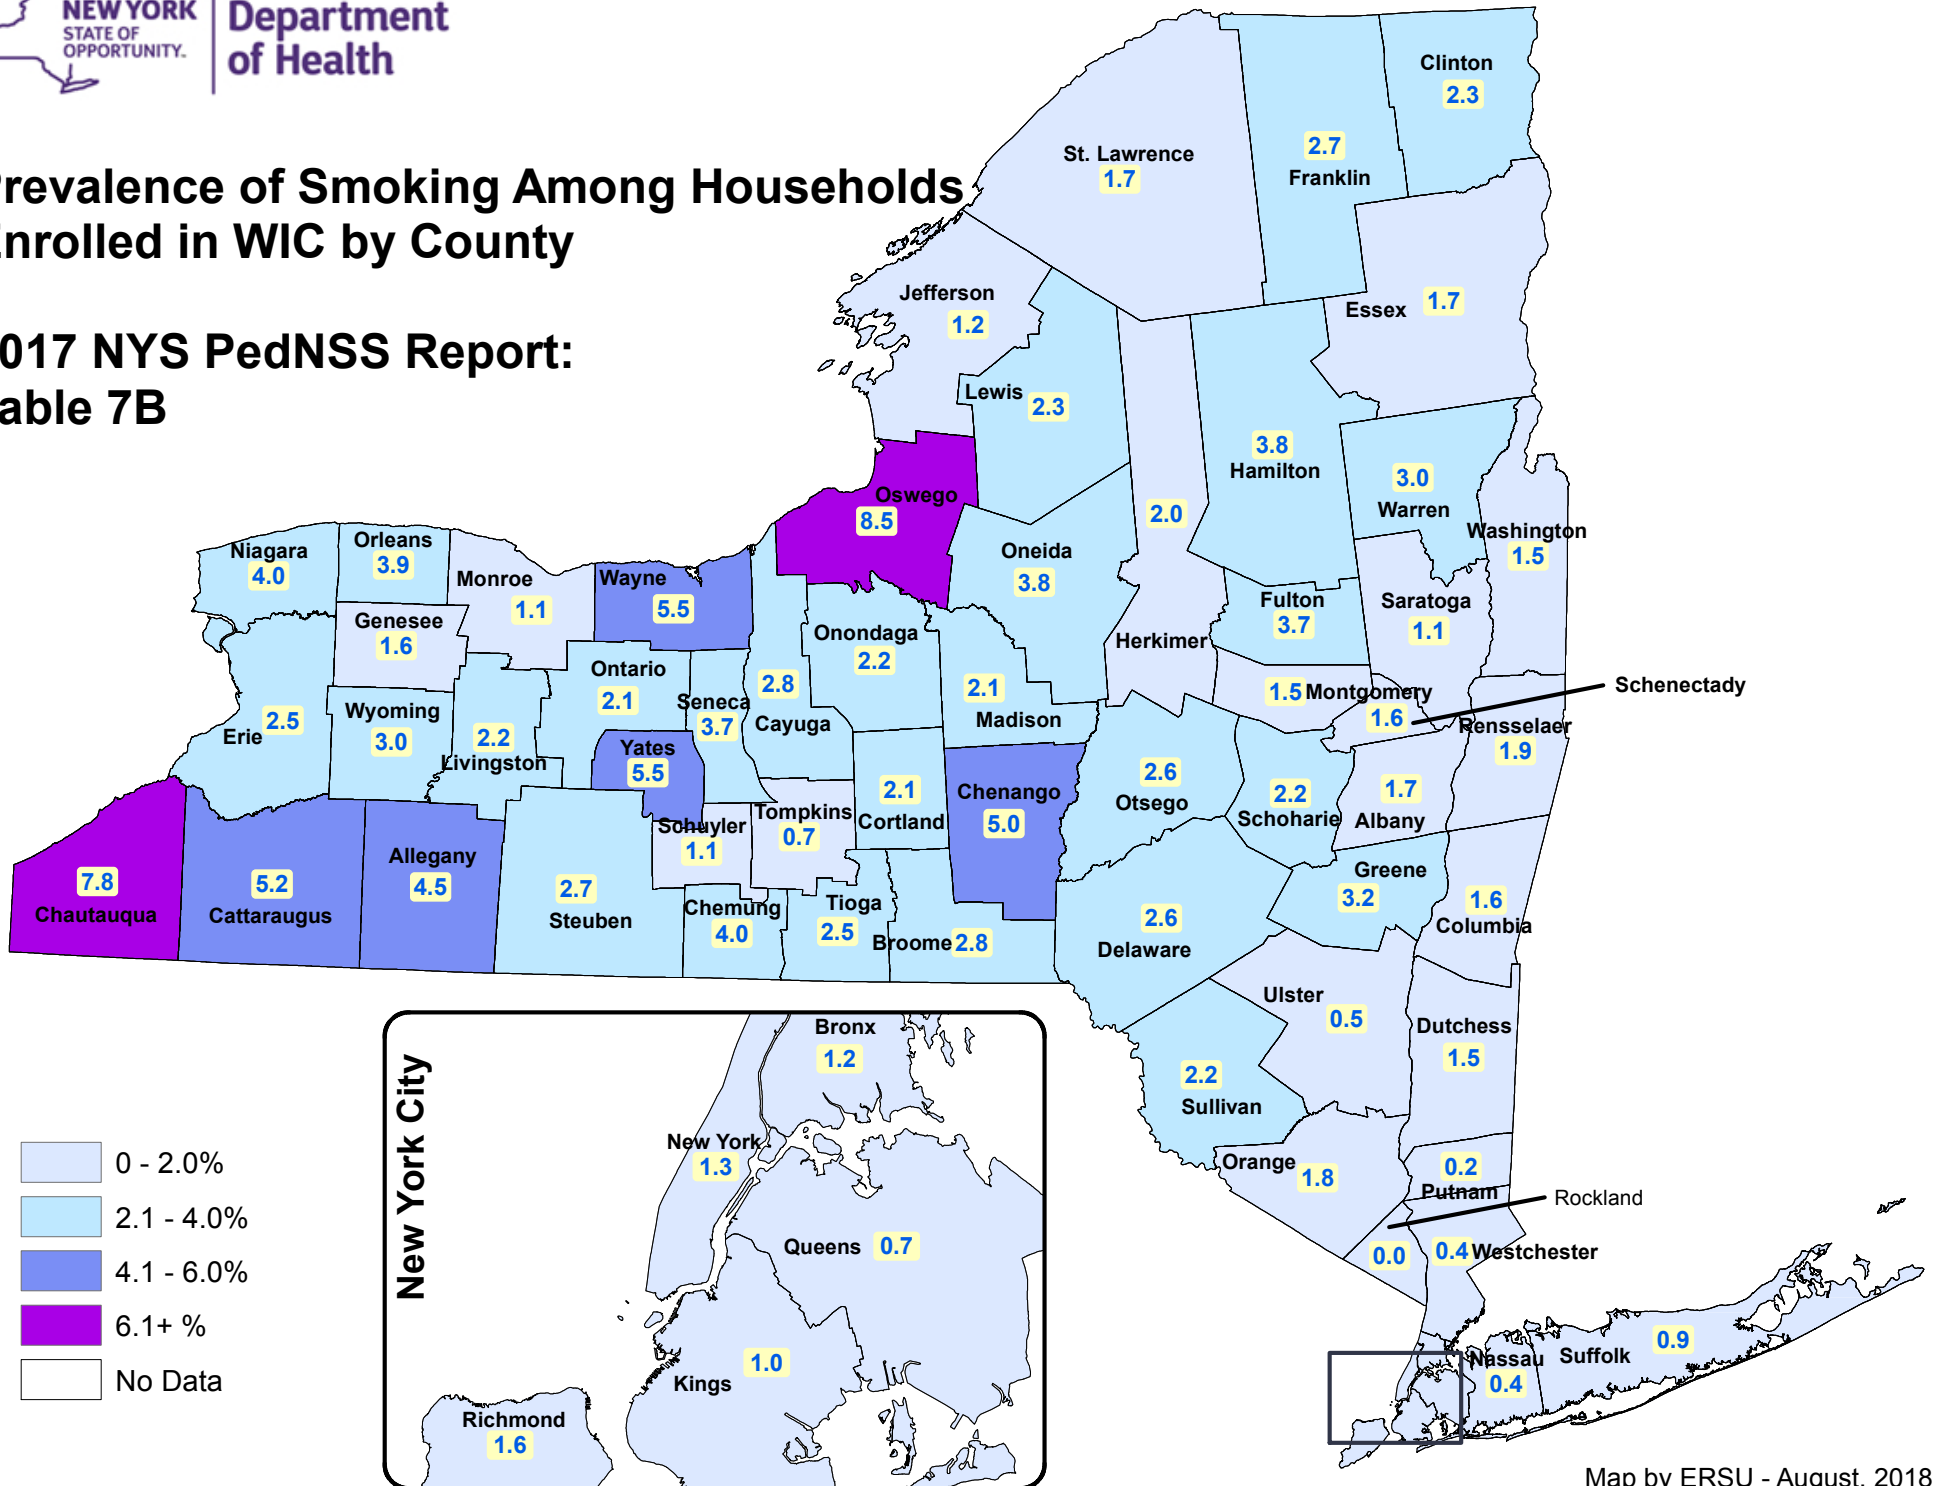 NEW YORK
STATE OF
OPPORTUNITY.
Department
of Health
revalence of Smoking Among Households
nrolled in WIC by County
017 NYS PedNSS Report:
able 7B
Clinton
2.3
2.7
Franklin
St. Lawrence
1.7
Essex 1.7
Jefferson
1.2
Lewis 2.3
3.8
Hamilton
3.0
Warren
Washington
1.5
Oswego
8.5
2.0
Herkimer
Oneida
3.8
Niagara
4.0
Orleans
3.9
Monroe
1.1
Wayne
5.5
Genesee
1.6
Fulton
3.7
Saratoga
1.1
Onondaga
2.2
Ontario
2.1
Seneca
3.7
2.8
Cayuga
2.1
Madison
1.5 Montgomery
Schenectady
1.6
Rensselaer
1.9
Erie 2.5
Wyoming
3.0
2.2
Livingston
Yates
5.5
2.1
Cortland
Chenango
5.0
2.6
Otsego
2.2
Schoharie
1.7
Albany
Schuyler
1.1
Tompkins
0.7
7.8
Chautauqua
5.2
Cattaraugus
Allegany
4.5
2.7
Steuben
Chemung
4.0
Tioga
2.5
Broome 2.8
2.6
Delaware
Greene
3.2
1.6
Columbia
Ulster
0.5
Dutchess
1.5
2.2
Sullivan
Orange 1.8
0.2
Putnam
Rockland
0.0
0.4 Westchester
Nassau
0.4
Suffolk 0.9
New York City
Bronx
1.2
New York
1.3
Queens 0.7
1.0
Kings
Richmond
1.6
0 - 2.0%
2.1 - 4.0%
4.1 - 6.0%
6.1+ %
No Data
Map by ERSU - August, 2018